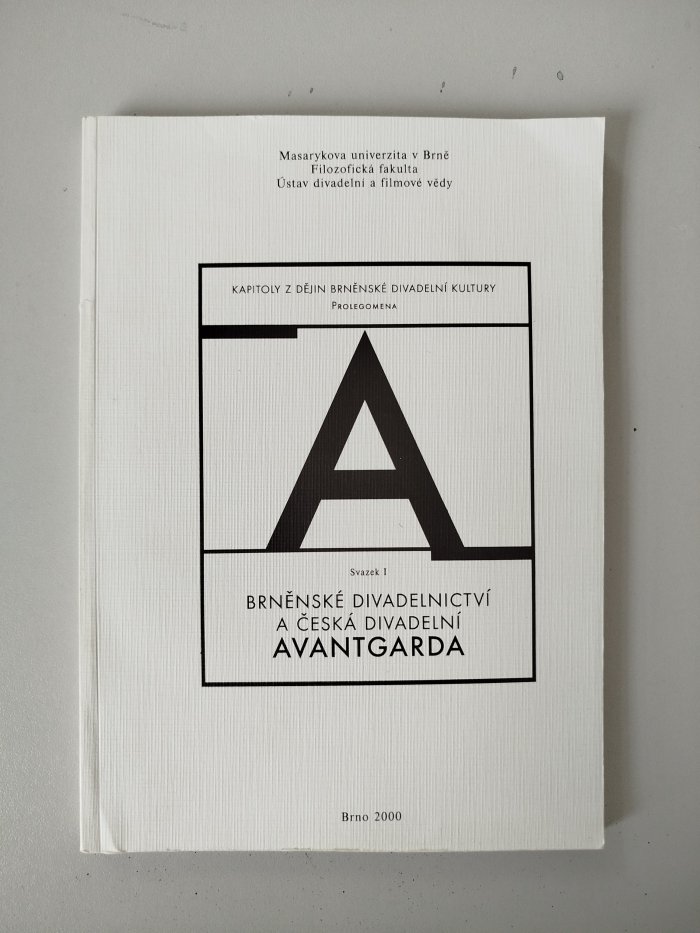 Masarykova univerzita v Brně
Filozofická fakulta
Ústav divadelní a filmové vědy
KAPITOLY Z DĚJIN BRNĚNSKÉ DIVADELNÍ KULTURY
PROLEGOMENA
A
Svazek I
BRNĚNSKÉ DIVADELNICTVÍ
A ČESKÁ DIVADELNÍ
AVANTGARDA
Brno 2000